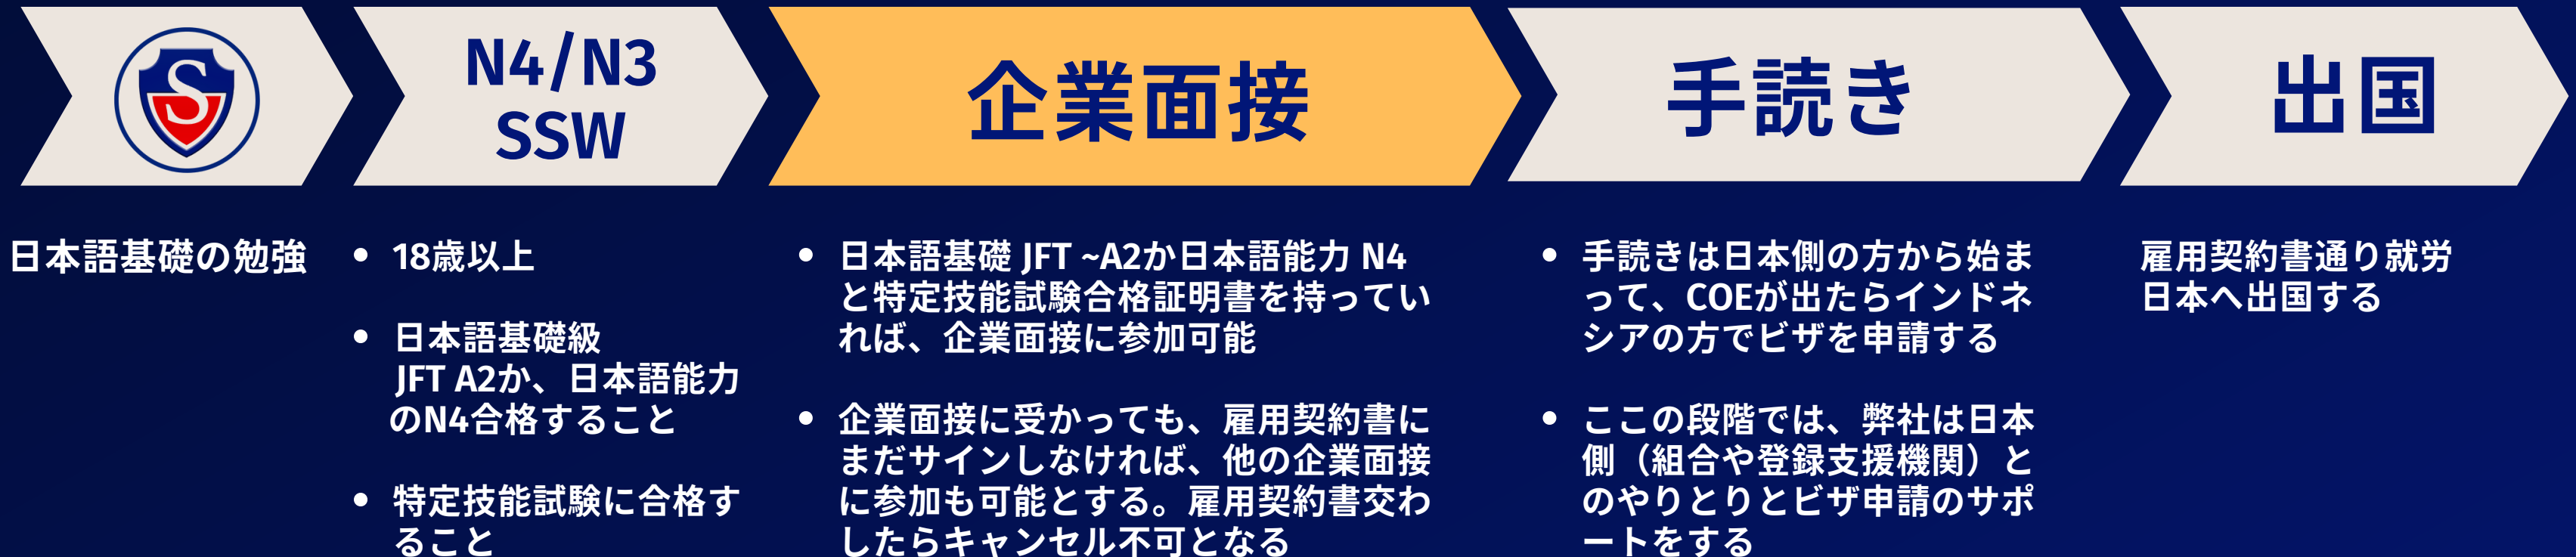 S
N4/N3
SSW
企業面接
手続き
出国
日本語基礎の勉強
• 18歳以上
• 日本語基礎級
JFT A2か、日本語能力
のN4合格すること
• 特定技能試験に合格す
ること
• 日本語基礎 JFT ~A2か日本語能力 N4
と特定技能試験合格証明書を持ってい
れば、企業面接に参加可能
• 企業面接に受かっても、雇用契約書に
まだサインしなければ、他の企業面接
に参加も可能とする。雇用契約書交わ
したらキャンセル不可となる
• 手続きは日本側の方から始ま
って、COEが出たらインドネ
シアの方でビザを申請する
• ここの段階では、弊社は日本
側（組合や登録支援機関）と
のやりとりとビザ申請のサポ
ートをする
雇用契約書通り就労
日本へ出国する